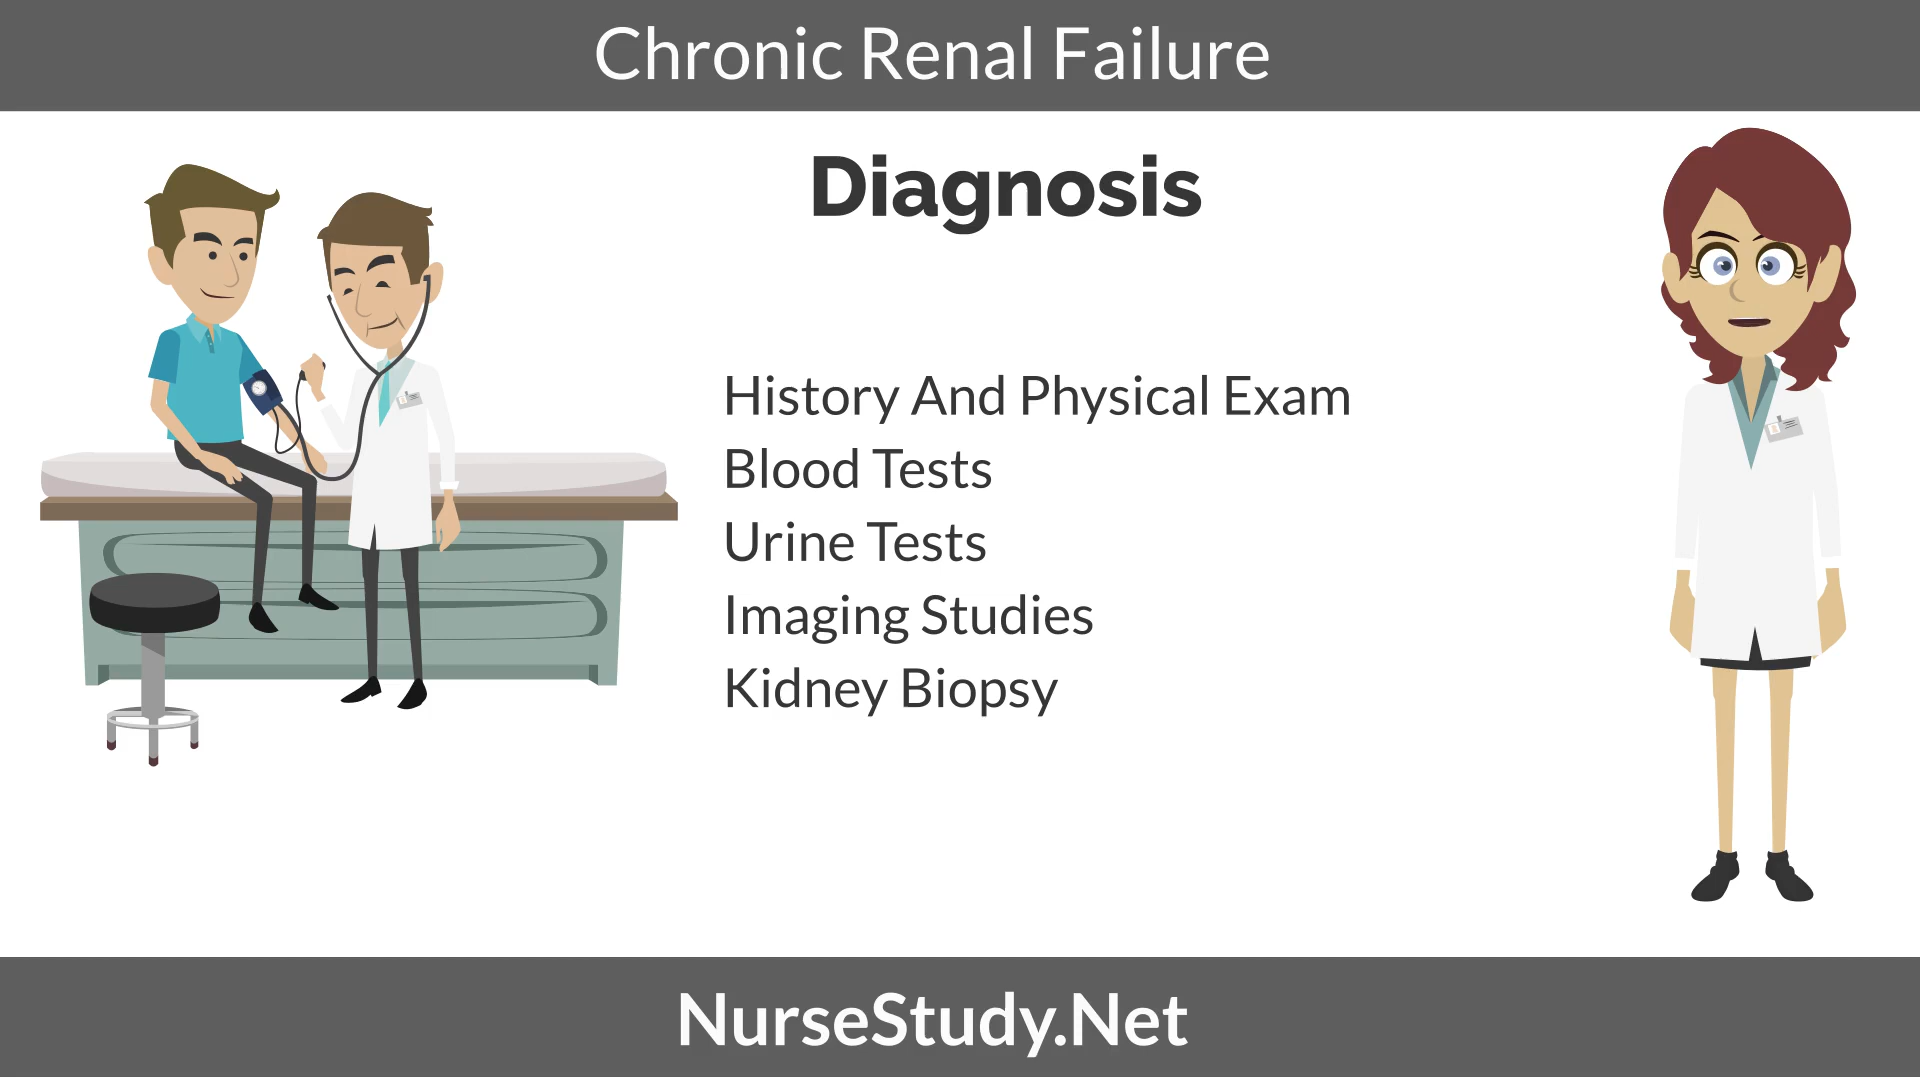 Chronic Renal Failure
Diagnosis
History And Physical Exam
Blood Tests
Urine Tests
Imaging Studies
Kidney Biopsy
NurseStudy.Net